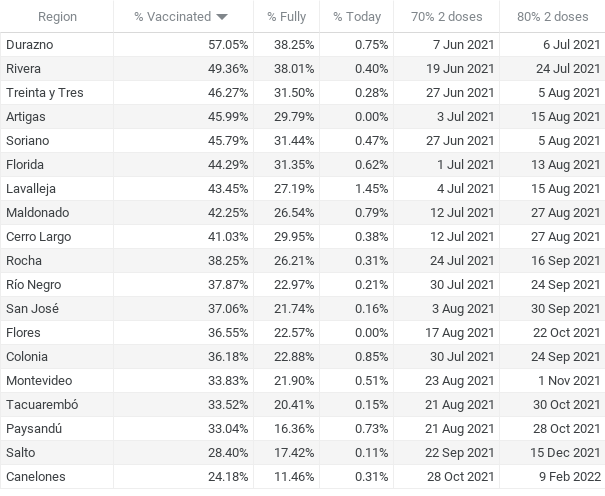 Region % Vaccinated % Fully % Today 70% 2 doses 80% 2 doses
Durazno 57.05% 38.25% 0.75% 7 Jun 2021 6 Jul 2021
Rivera 49.36% 38.01% 0.40% 19 Jun 2021 24 Jul 2021
Treinta y Tres 46.27% 31.50% 0.28% 27 Jun 2021 5 Aug 2021
Artigas 45.99% 29.79% 0.00% 3 Jul 2021 15 Aug 2021
Soriano 45.79% 31.44% 0.47% 27 Jun 2021 5 Aug 2021
Florida 44.29% 31.35% 0.62% 1 Jul 2021 13 Aug 2021
Lavalleja 43.45% 27.19% 1.45% 4 Jul 2021 15 Aug 2021
Maldonado 42.25% 26.54% 0.79% 12 Jul 2021 27 Aug 2021
Cerro Largo 41.03% 29.95% 0.38% 12 Jul 2021 27 Aug 2021
Rocha 38.25% 26.21% 0.31% 24 Jul 2021 16 Sep 2021
Río Negro 37.87% 22.97% 0.21% 30 Jul 2021 24 Sep 2021
San José 37.06% 21.74% 0.16% 3 Aug 2021 30 Sep 2021
Flores 36.55% 22.57% 0.00% 17 Aug 2021 22 Oct 2021
Colonia 36.18% 22.88% 0.85% 30 Jul 2021 24 Sep 2021
Montevideo 33.83% 21.90% 0.51% 23 Aug 2021 1 Nov 2021
Tacuarembó 33.52% 20.41% 0.15% 21 Aug 2021 30 Oct 2021
Paysandú 33.04% 16.36% 0.73% 21 Aug 2021 28 Oct 2021
Salto 28.40% 17.42% 0.11% 22 Sep 2021 15 Dec 2021
Canelones 24.18% 11.46% 0.31% 28 Oct 2021 9 Feb 2022